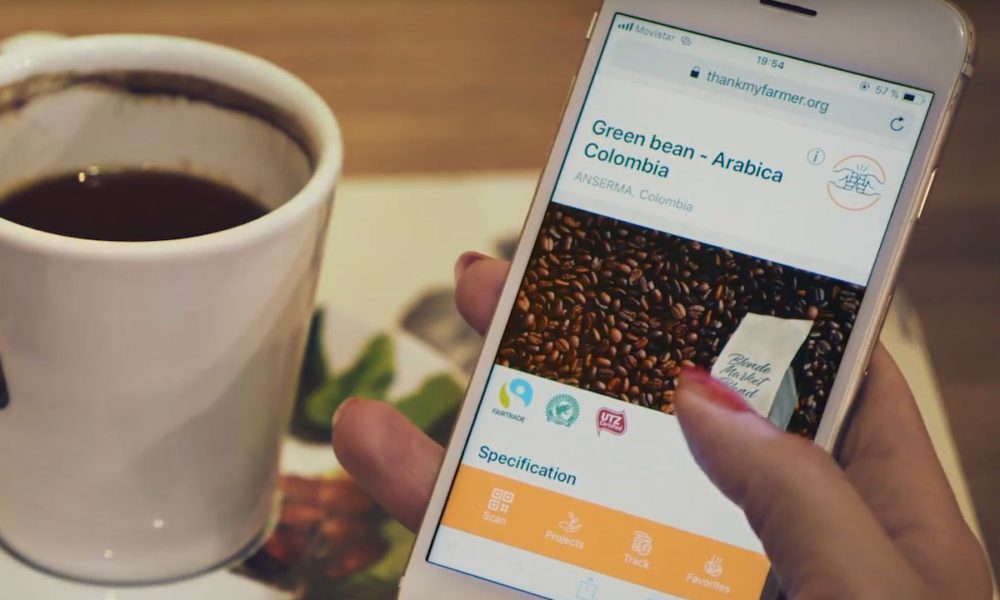 Movistar
19:54
57 %
thankmyfarmer.org
Green bean - Arabica
Colombia
ANSERMA, Colombia
Blonde
Market
Blend
FAIRTRADE
UTZ
Certified
Specification
Scan
Projects
Track
Favorites